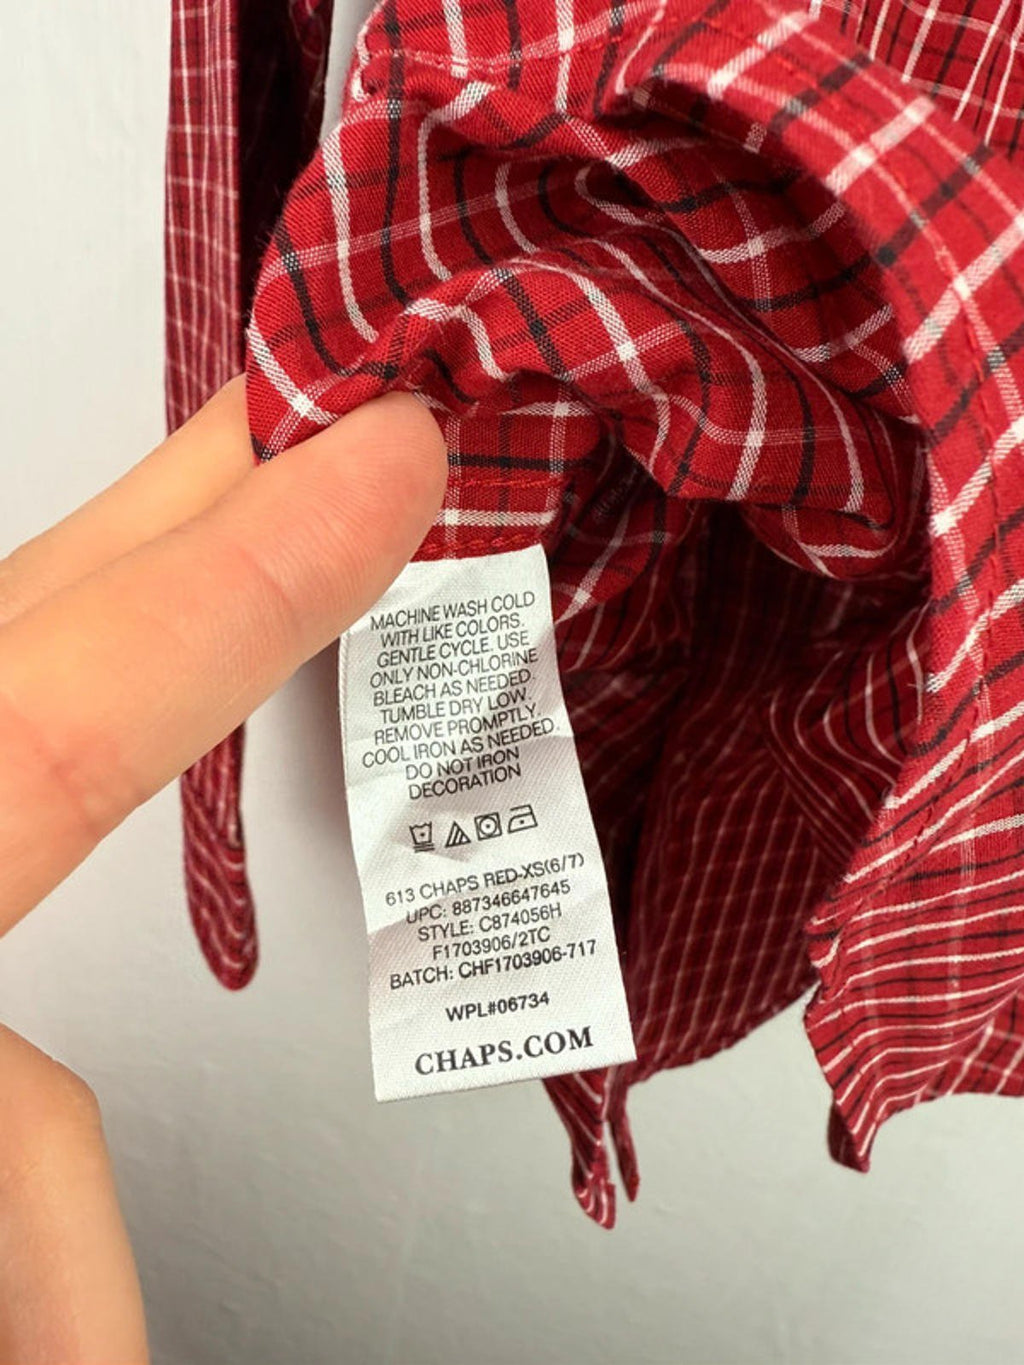 MACHINE WASH COLD
WITH LIKE COLORS.
GENTLE CYCLE. USE
ONLY NON-CHLORINE
BLEACH AS NEEDED.
TUMBLE DRY LOW.
REMOVE PROMPTLY.
COOL IRON AS NEEDED.
DO NOT IRON
DECORATION
613 CHAPS RED-XS(6/7)
UPC: 887346647645
STYLE: C874056H
F1703906/2TC
BATCH: CHF1703906-717
WPL#06734
CHAPS.COM